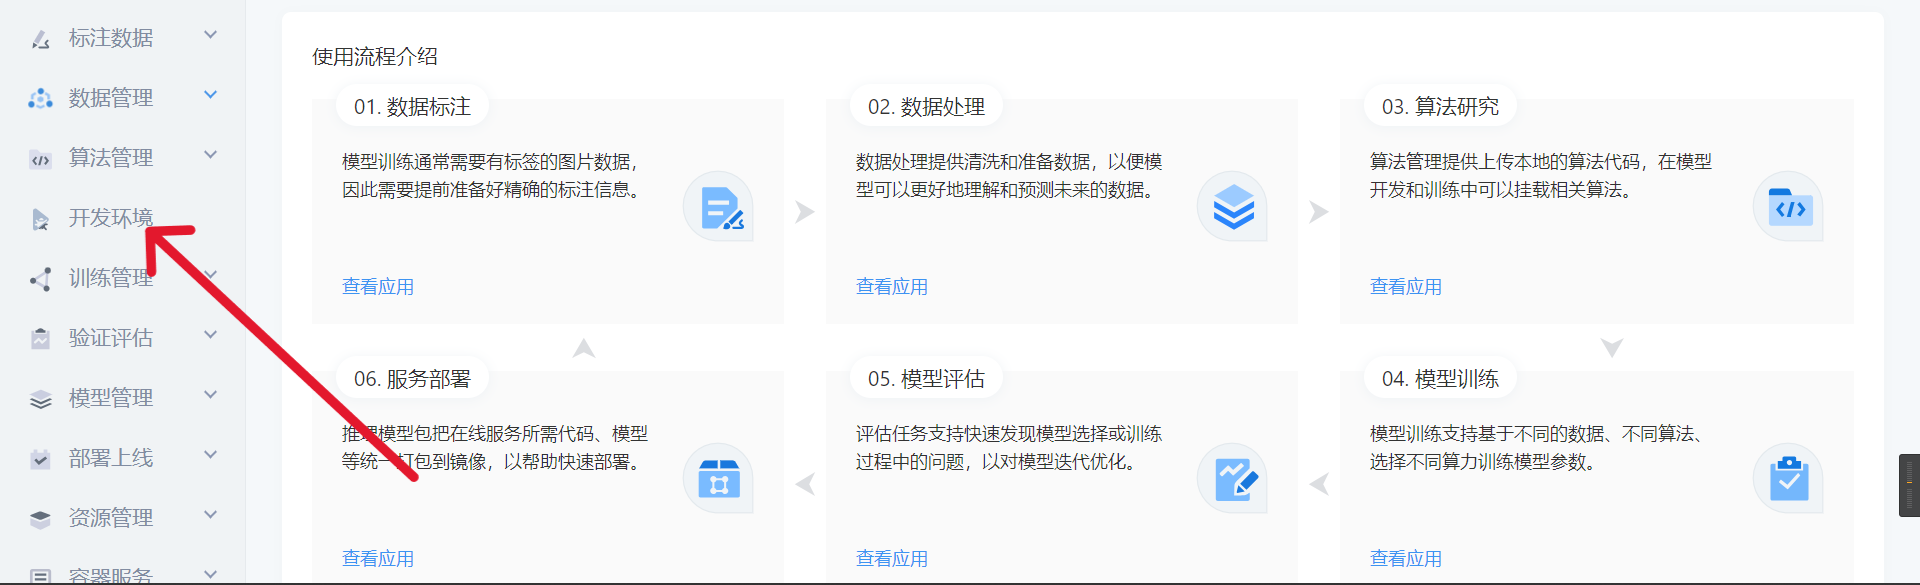 标注数据
数据管理
算法管理
开发环境
训练管理
验证评估
模型管理
部署上线
资源管理
容器服务
使用流程介绍
01. 数据标注
模型训练通常需要有标签的图片数据，
因此需要提前准备好精确的标注信息。
查看应用
02. 数据处理
数据处理提供清洗和准备数据，以便模
型可以更好地理解和预测未来的数据。
查看应用
03. 算法研究
算法管理提供上传本地的算法代码，在模型
开发和训练中可以挂载相关算法。
查看应用
06. 服务部署
推理模型包把在线服务所需代码、模型
等统一打包到镜像，以帮助快速部署。
查看应用
05. 模型评估
评估任务支持快速发现模型选择或训练
过程中的问题，以对模型迭代优化。
查看应用
04. 模型训练
模型训练支持基于不同的数据、不同算法、
选择不同算力训练模型参数。
查看应用